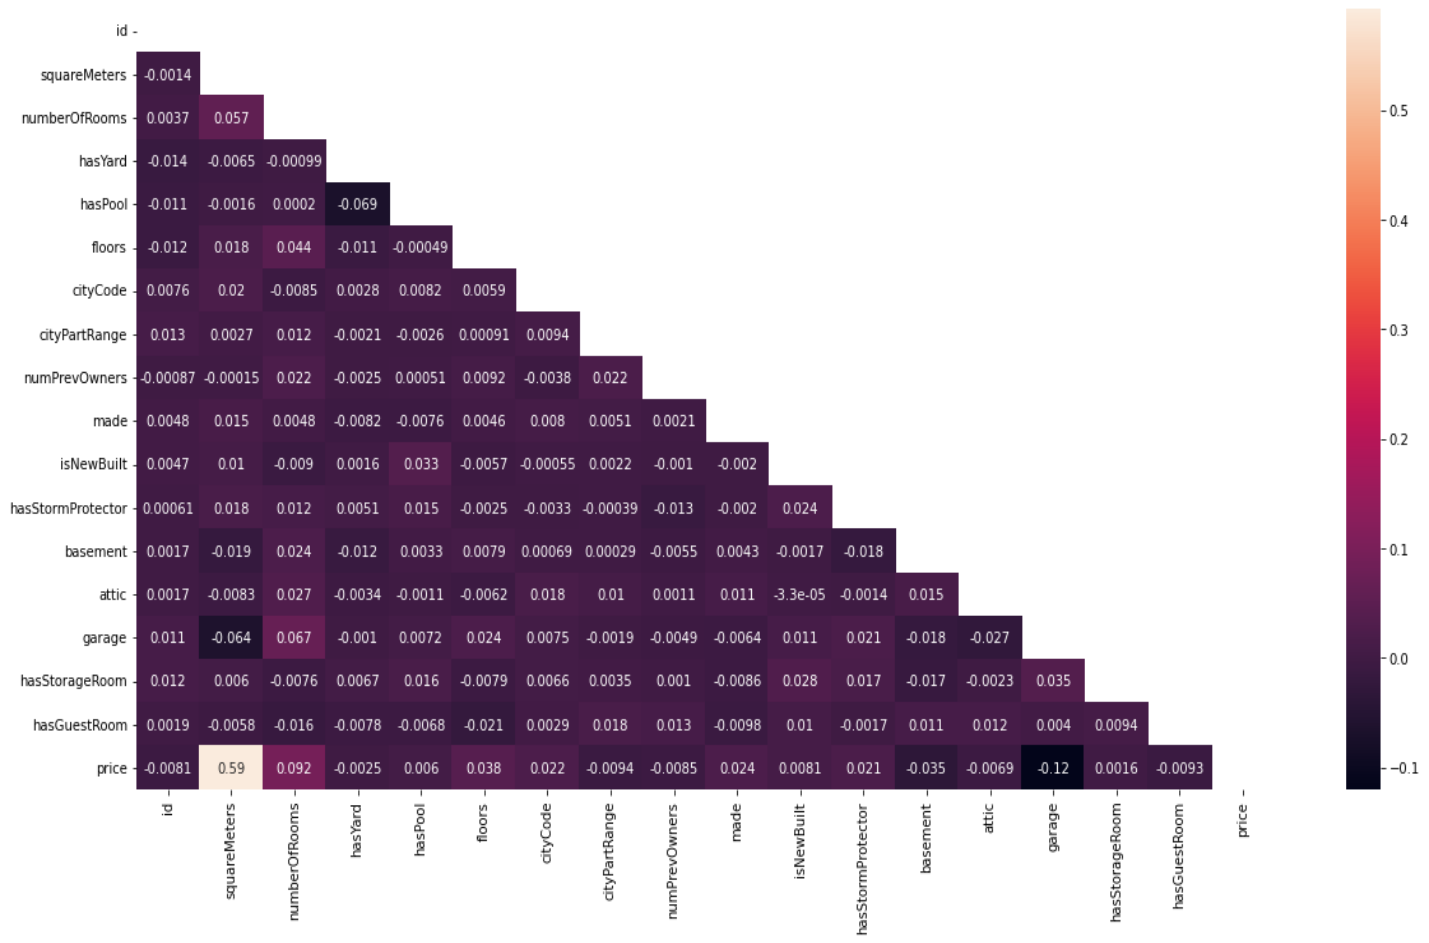 id
squareMeters -0.0014
numberOfRooms 0.0037 0.057
hasYard -0.014 -0.0065 -0.00099
hasPool -0.011 -0.0016 0.0002 -0.069
floors -0.012 0.018 0.044 -0.011 -0.00049
cityCode 0.0076 0.02 -0.0085 0.0028 0.0082 0.0059
cityPartRange 0.013 0.0027 0.012 -0.0021 -0.0026 0.00091 0.0094
numPrevOwners -0.00087 -0.00015 0.022 -0.0025 0.00051 0.0092 -0.0038 0.022
made 0.0048 0.015 0.0048 -0.0082 -0.0076 0.0046 0.008 0.0051 0.0021
isNewBuilt 0.0047 0.01 -0.009 0.0016 0.033 -0.0057 -0.00055 0.0022 -0.001 -0.002
hasStormProtector 0.00061 0.018 0.012 0.0051 0.015 -0.0025 -0.0033 -0.00039 -0.013 -0.002 0.024
basement 0.0017 -0.019 0.024 -0.012 0.0033 0.0079 0.00069 0.00029 -0.0055 0.0043 -0.0017 -0.018
attic 0.0017 -0.0083 0.027 -0.0034 -0.0011 -0.0062 0.018 0.01 0.0011 0.011 -3.3e-05 -0.0014 0.015
garage 0.011 -0.064 0.067 -0.001 0.0072 0.024 0.0075 -0.0019 -0.0049 -0.0064 0.011 0.021 -0.018 -0.027
hasStorageRoom 0.012 0.006 -0.0076 0.0067 0.016 -0.0079 0.0066 0.0035 0.001 -0.0086 0.028 0.017 -0.017 -0.0023 0.035
hasGuestRoom 0.0019 -0.0058 -0.016 -0.0078 -0.0068 -0.021 0.0029 0.018 0.013 -0.0098 0.01 -0.0017 0.011 0.012 0.004 0.0094
price -0.0081 0.59 0.092 -0.0025 0.006 0.038 0.022 -0.0094 -0.0085 0.024 0.0081 0.021 -0.035 -0.0069 -0.12 0.0016 -0.0093
id
squareMeters
numberOfRooms
hasYard
hasPool
floors
cityCode
cityPartRange
numPrevOwners
made
isNewBuilt
hasStormProtector
basement
attic
garage
hasStorageRoom
hasGuestRoom
price
0.5
0.4
0.3
0.2
0.1
0.0
−0.1